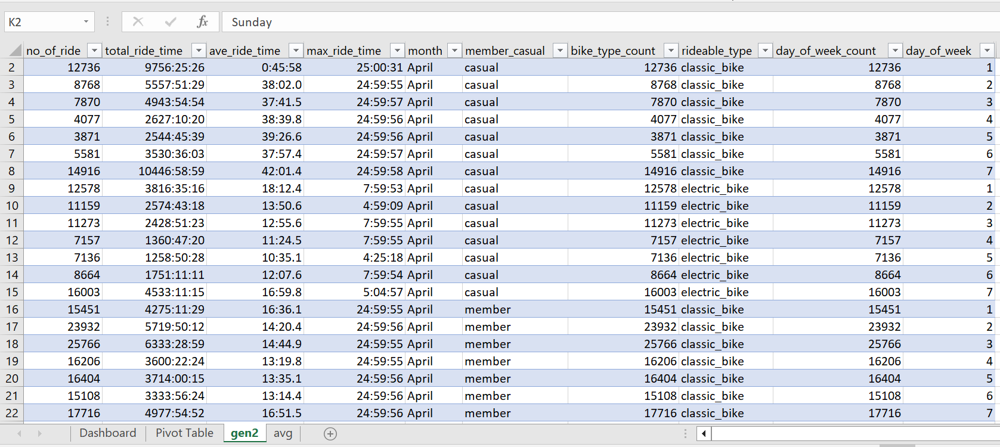 K2 fx Sunday
no_of_ride total_ride_time ave_ride_time max_ride_time month member_casual bike_type_count rideable_type day_of_week_count day_of_week
2 12736 9756:25:26 0:45:58 25:00:31 April casual 12736 classic_bike 12736 1
3 8768 5557:51:29 38:02.0 24:59:55 April casual 8768 classic_bike 8768 2
4 7870 4943:54:54 37:41.5 24:59:57 April casual 7870 classic_bike 7870 3
5 4077 2627:10:20 38:39.8 24:59:56 April casual 4077 classic_bike 4077 4
6 3871 2544:45:39 39:26.6 24:59:56 April casual 3871 classic_bike 3871 5
7 5581 3530:36:03 37:57.4 24:59:57 April casual 5581 classic_bike 5581 6
8 14916 10446:58:59 42:01.4 24:59:58 April casual 14916 classic_bike 14916 7
9 12578 3816:35:16 18:12.4 7:59:53 April casual 12578 electric_bike 12578 1
10 11159 2574:43:18 13:50.6 4:59:09 April casual 11159 electric_bike 11159 2
11 11273 2428:51:23 12:55.6 7:59:55 April casual 11273 electric_bike 11273 3
12 7157 1360:47:20 11:24.5 7:59:55 April casual 7157 electric_bike 7157 4
13 7136 1258:50:28 10:35.1 4:25:18 April casual 7136 electric_bike 7136 5
14 8664 1751:11:11 12:07.6 7:59:54 April casual 8664 electric_bike 8664 6
15 16003 4533:11:15 16:59.8 5:04:57 April casual 16003 electric_bike 16003 7
16 15451 4275:11:29 16:36.1 24:59:55 April member 15451 classic_bike 15451 1
17 23932 5719:50:12 14:20.4 24:59:56 April member 23932 classic_bike 23932 2
18 25766 6333:28:59 14:44.9 24:59:55 April member 25766 classic_bike 25766 3
19 16206 3600:22:24 13:19.8 24:59:55 April member 16206 classic_bike 16206 4
20 16404 3714:00:15 13:35.1 24:59:56 April member 16404 classic_bike 16404 5
21 15108 3333:56:24 13:14.4 24:59:56 April member 15108 classic_bike 15108 6
22 17716 4977:54:52 16:51.5 24:59:56 April member 17716 classic_bike 17716 7
Dashboard Pivot Table gen2 avg